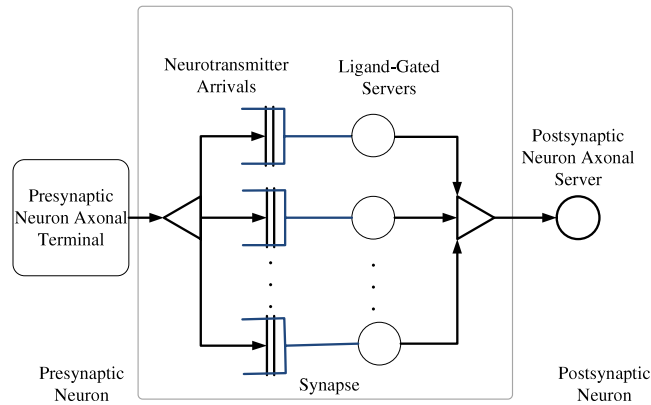 Neurotransmitter
Arrivals
Ligand-Gated
Servers
Postsynaptic
Neuron Axonal
Server
Presynaptic
Neuron Axonal
Terminal
Presynaptic
Neuron
Synapse
Postsynaptic
Neuron